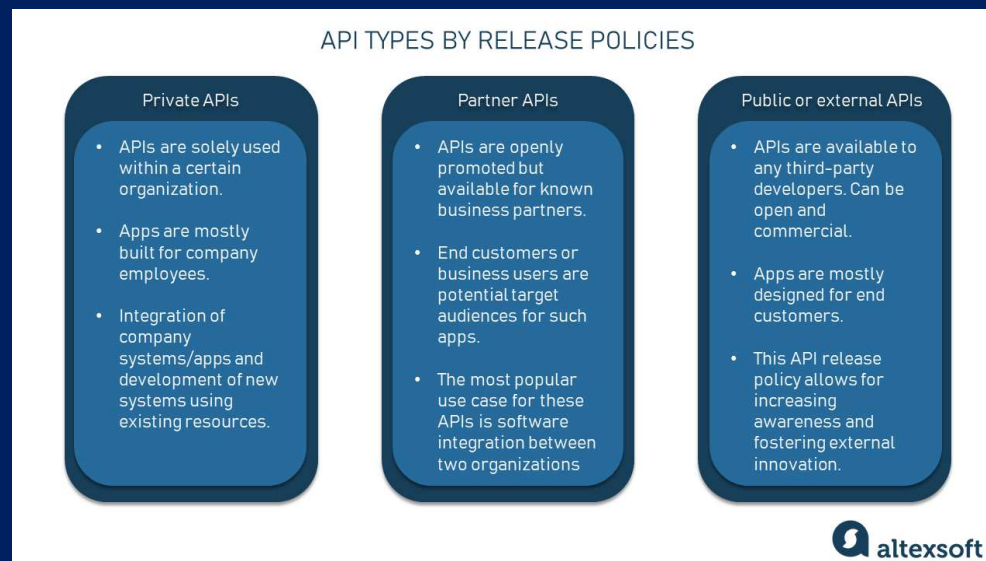 API TYPES BY RELEASE POLICIES
Private APIs
• APIs are solely used
within a certain
organization.
• Apps are mostly
built for company
employees.
• Integration of
company
systems/apps and
development of new
systems using
existing resources.
Partner APIs
• APIs are openly
promoted but
available for known
business partners.
• End customers or
business users are
potential target
audiences for such
apps.
• The most popular
use case for these
APIs is software
integration between
two organizations
Public or external APIs
• APIs are available to
any third-party
developers. Can be
open and
commercial.
• Apps are mostly
designed for end
customers.
• This API release
policy allows for
increasing
awareness and
fostering external
innovation.
altexsoft